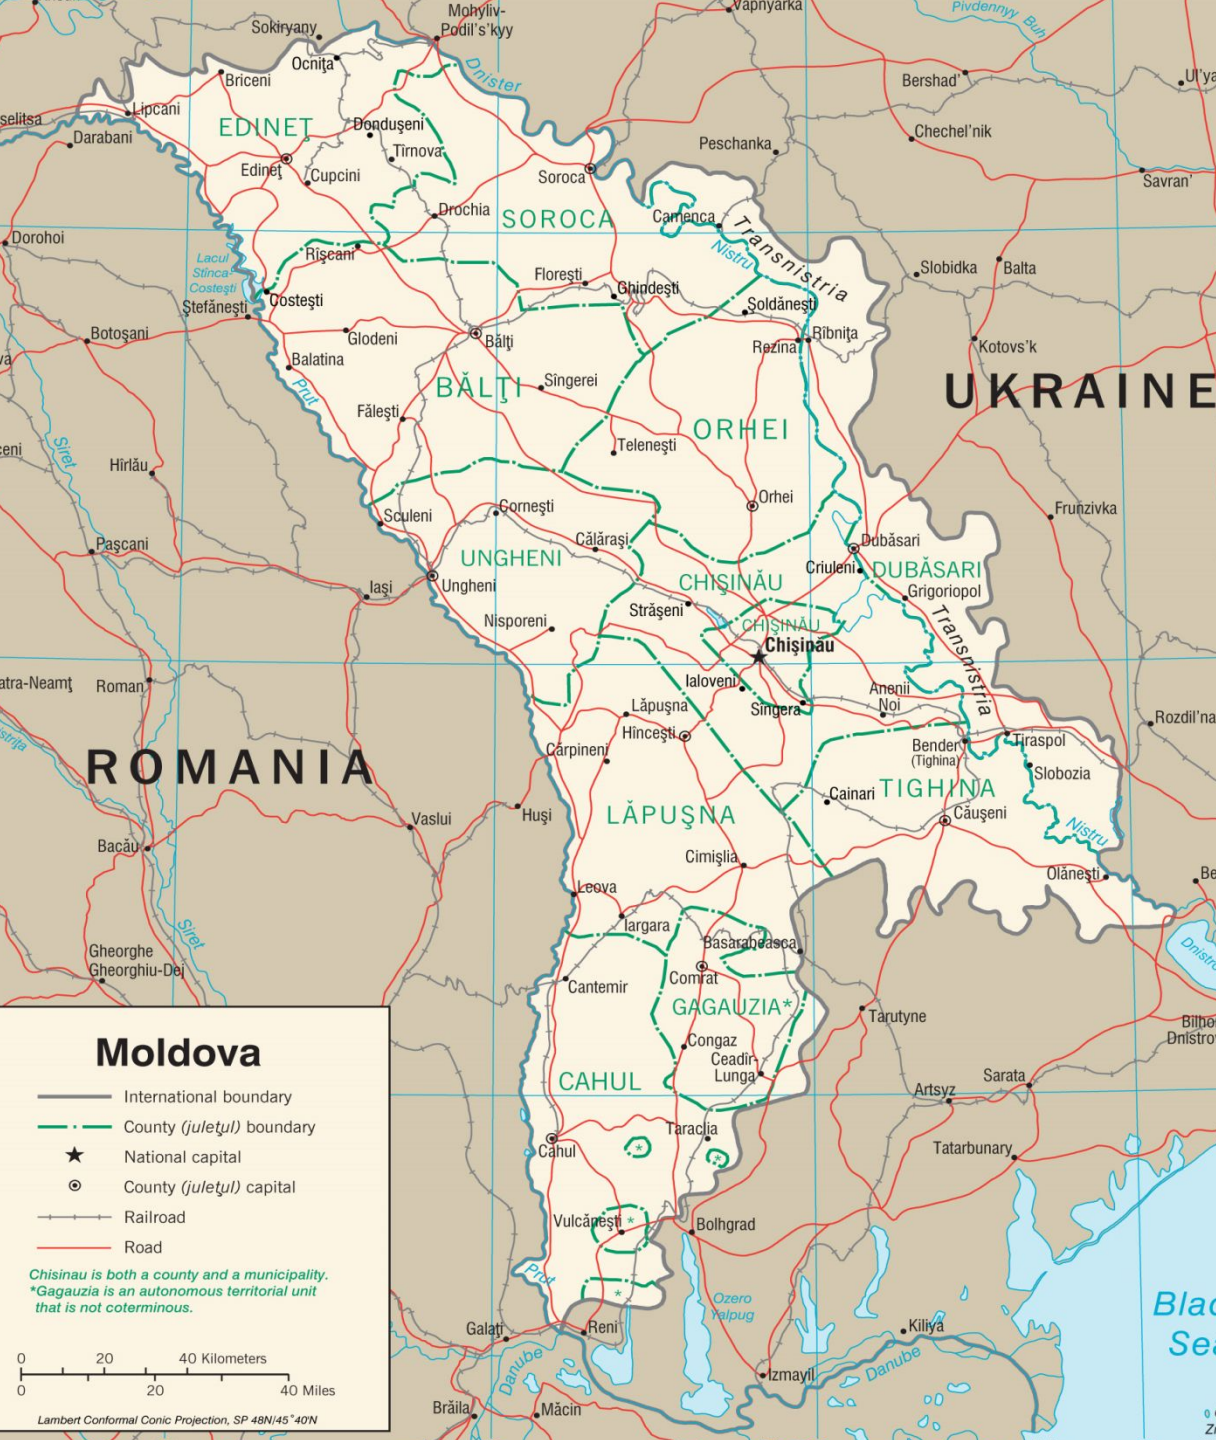 Mohyliv-
Podil's'kyy
Vapnyarka
Pivdennyy Buh
Sokiryany
Ocniţa
Briceni
Dnister
Bershad'
Lipcani
selitsa
Darabani
EDINEŢ
Donduşeni
Tîrnova
Edineţ
Cupcini
Soroca
Peschanka
Chechel'nik
Savran'
Drochia
SOROCA
Camenca
Transnistria
Nistru
Dorohoi
Lacul
Stînca-
Costeşti
Rîşcani
Floreşti
Ghindeşti
Slobidka
Balta
Ştefăneşti
Costeşti
Şoldăneşti
Botoşani
Glodeni
Bălţi
Rezina
Rîbniţa
Kotovs'k
Balatina
Prut
BĂLŢI
Sîngerei
UKRAINE
Făleşti
ORHEI
Teleneşti
Siret
ceni
Hîrlău
Orhei
Frunzivka
Sculeni
Corneşti
Paşcani
UNGHENI
Călăraşi
Dubăsari
Criuleni
DUBĂSARI
Iaşi
Ungheni
CHIŞINĂU
Grigoriopol
Nisporeni
Străşeni
CHIŞINĂU
Chişinău
Transnistria
atra-Neamţ
Roman
Ialoveni
Anenii
Noi
Lăpuşna
Sîngera
Rozdil'na
Hînceşti
Bender
(Tighina)
Tiraspol
ROMANIA
Cărpineni
Slobozia
Cainari
TIGHINA
Huşi
LĂPUŞNA
Căuşeni
Vaslui
Nistru
Bacău
Cimişlia
Olăneşti
Be
Leova
Iargara
Siret
Basarabeasca
Gheorghe
Gheorghiu-Dej
Comrat
Cantemir
GAGAUZIA*
Tarutyne
Congaz
Ceadîr-
Lunga
CAHUL
Sarata
Artsyz
Taraclia
Cahul
*
*
Tatarbunary
Vulcăneşti
*
Bolhgrad
Prut
*
Ozero
Yalpug
Galaţi
Reni
Kiliya
Danube
Izmayil
Danube
Brăila
Măcin
Moldova
International boundary
County (juleţul) boundary
National capital
County (juleţul) capital
Railroad
Road
Chisinau is both a county and a municipality.
*Gagauzia is an autonomous territorial unit
that is not coterminous.
0 20 40 Kilometers
0 20 40 Miles
Lambert Conformal Conic Projection, SP 48N/45°40'N